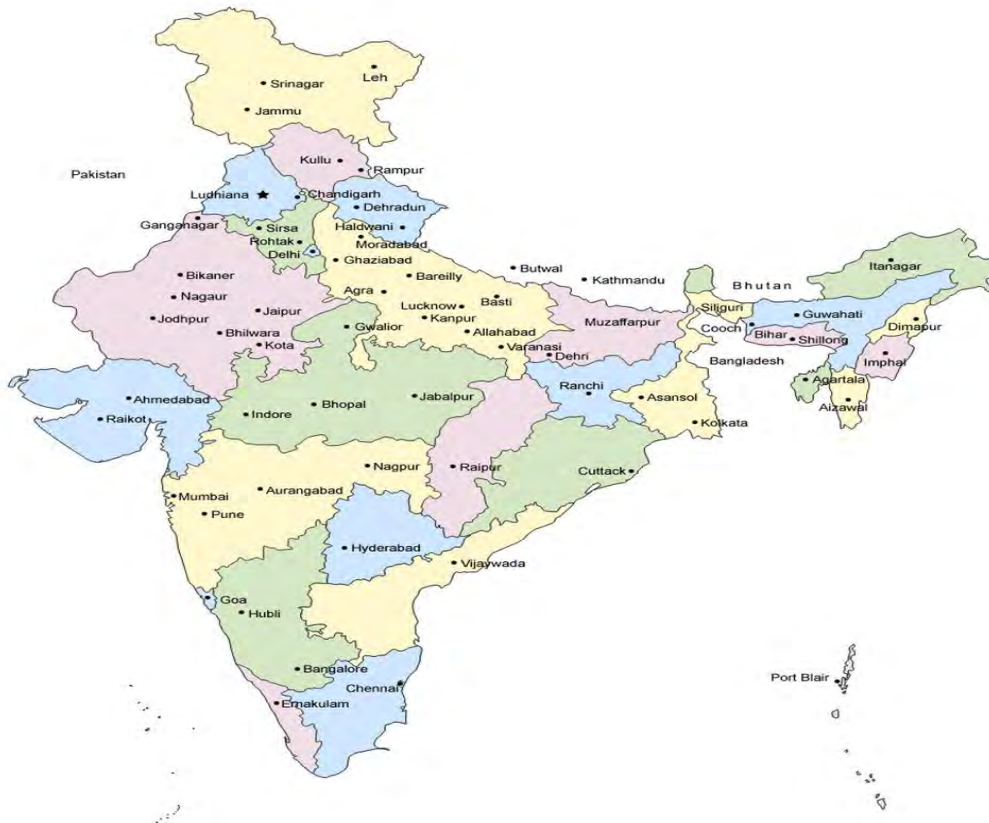 Leh
Srinagar
Jammu
Kullu
Rampur
Pakistan
Ludhiana
Chandigarh
Dehradun
Ganganagar
Sirsa
Haldwani
Rohtak
Moradabad
Delhi
Ghaziabad
Bikaner
Bareilly
Butwal
Kathmandu
Bhutan
Itanagar
Nagaur
Agra
Lucknow
Basti
Siliguri
Guwahati
Jodhpur
Jaipur
Kanpur
Muzaffarpur
Cooch
Bihar
Dimapur
Bhilwara
Gwalior
Allahabad
Shillong
Kota
Varanasi
Dehri
Bangladesh
Imphal
Ahmedabad
Jabalpur
Ranchi
Agartala
Raikot
Indore
Bhopal
Asansol
Aizawal
Kolkata
Nagpur
Raipur
Cuttack
Mumbai
Aurangabad
Pune
Hyderabad
Vijaywada
Goa
Hubli
Bangalore
Chennai
Port Blair
Ernakulam